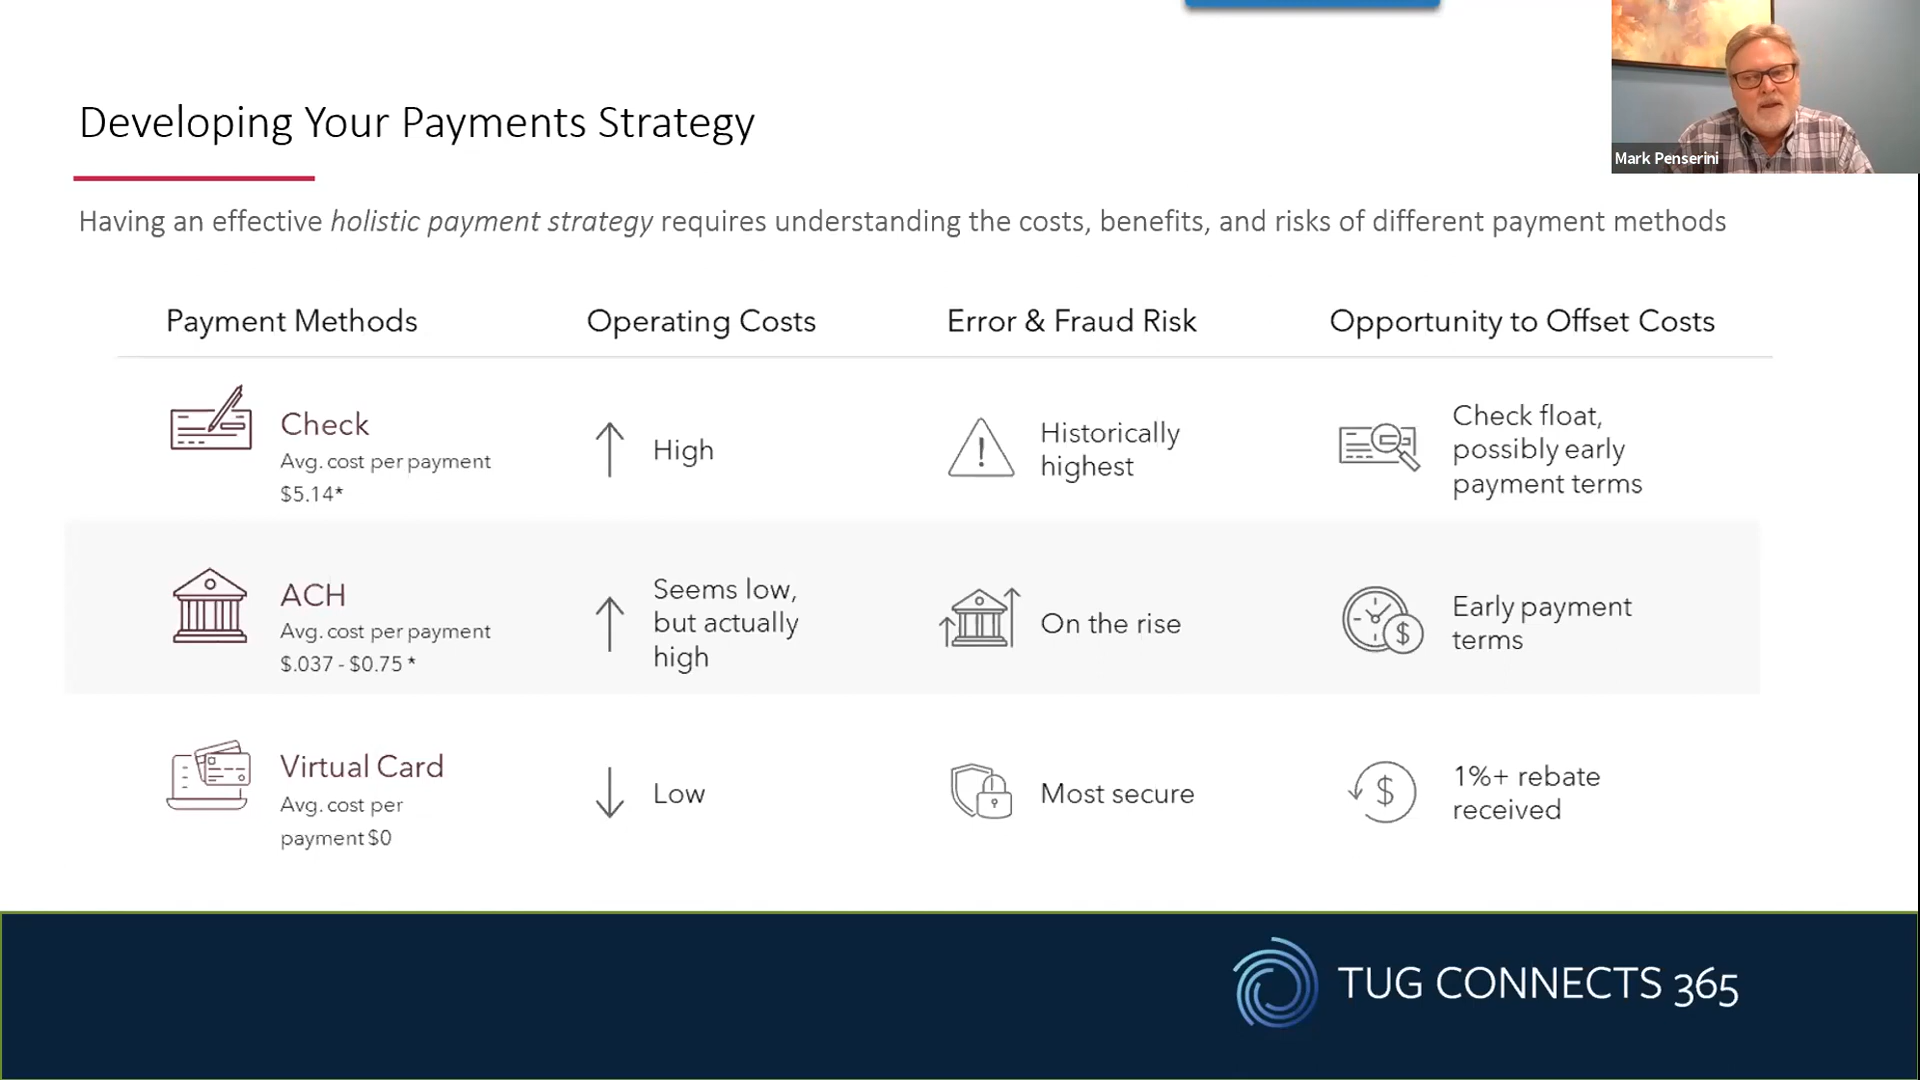 Mark Penserini
Developing Your Payments Strategy
Having an effective holistic payment strategy requires understanding the costs, benefits, and risks of different payment methods
Payment Methods
Operating Costs
Error & Fraud Risk
Opportunity to Offset Costs
Check
Avg. cost per payment
$5.14*
High
Historically
highest
Check float,
possibly early
payment terms
ACH
Avg. cost per payment
$.037 - $0.75 *
Seems low,
but actually
high
On the rise
Early payment
terms
Virtual Card
Avg. cost per
payment $0
Low
Most secure
1%+ rebate
received
TUG CONNECTS 365